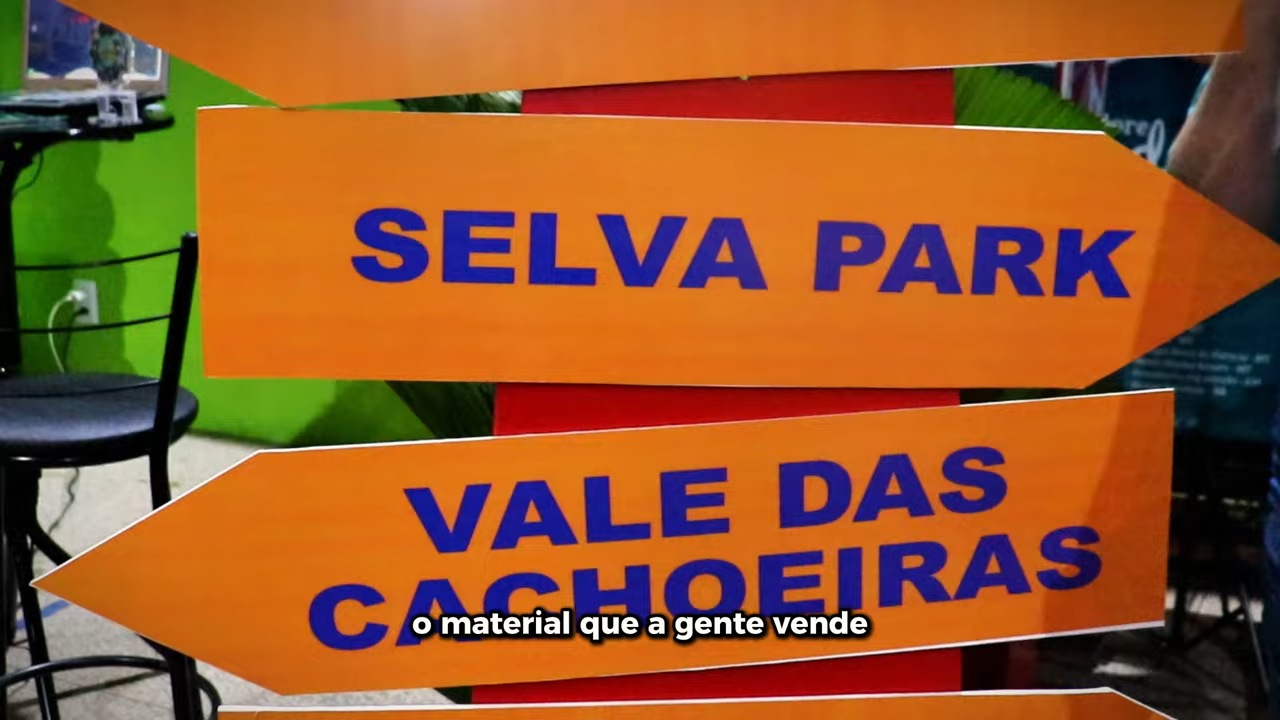 SELVA PARK
VALE DAS
CACHOEIRAS
o material que a gente vende